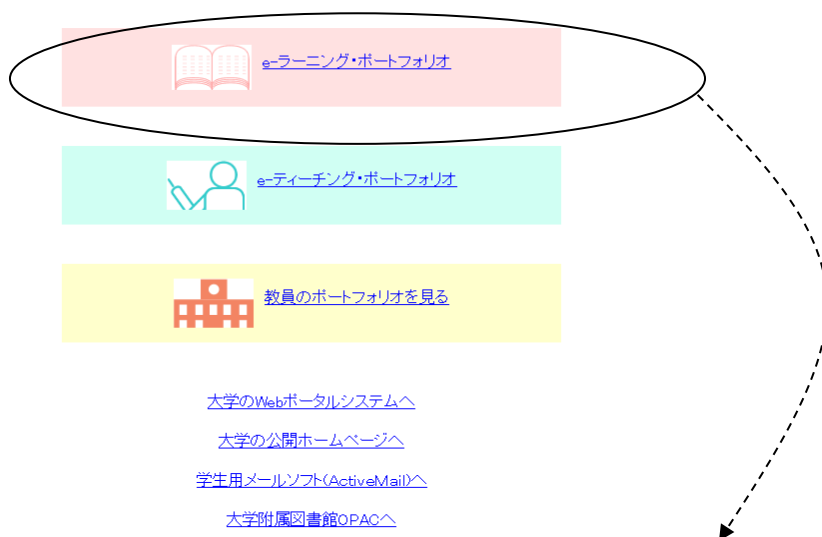 e-ラーニング・ポートフォリオ
e-ティーチング・ポートフォリオ
教員のポートフォリオを見る
大学のWebポータルシステムへ
大学の公開ホームページへ
学生用メールソフト(ActiveMail)へ
大学附属図書館OPACへ